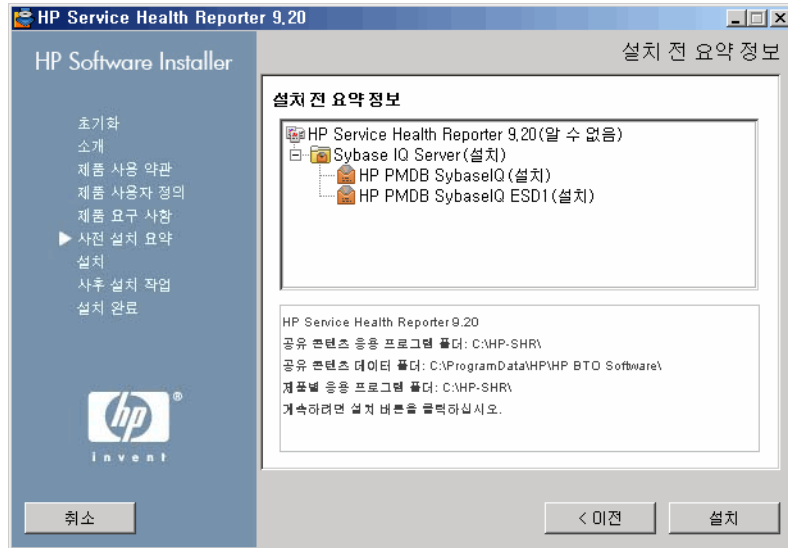 HP Service Health Reporter 9,20
HP Software Installer
설치 전 요약 정보
초기화
소개
제품 사용 약관
제품 사용자 정의
제품 요구 사항
사전 설치 요약
설치
사후 설치 작업
설치 완료
설치 전 요약 정보
HP Service Health Reporter 9,20(알 수 없음)
Sybase IQ Server(설치)
HP PMDB SybaseIQ (설치)
HP PMDB SybaseIQ ESD1(설치)
HP Service Health Reporter 9.20
공유 콘텐츠 응용 프로그램 폴더: C:\HP-SHR\
공유 콘텐츠 데이터 폴더: C:\ProgramData\HP\HP BTO Software\
제품별 응용 프로그램 폴더: C:\HP-SHR\
계속하려면 설치 버튼을 클릭하십시오.
hp ®
invent
취소
< 이전
설치